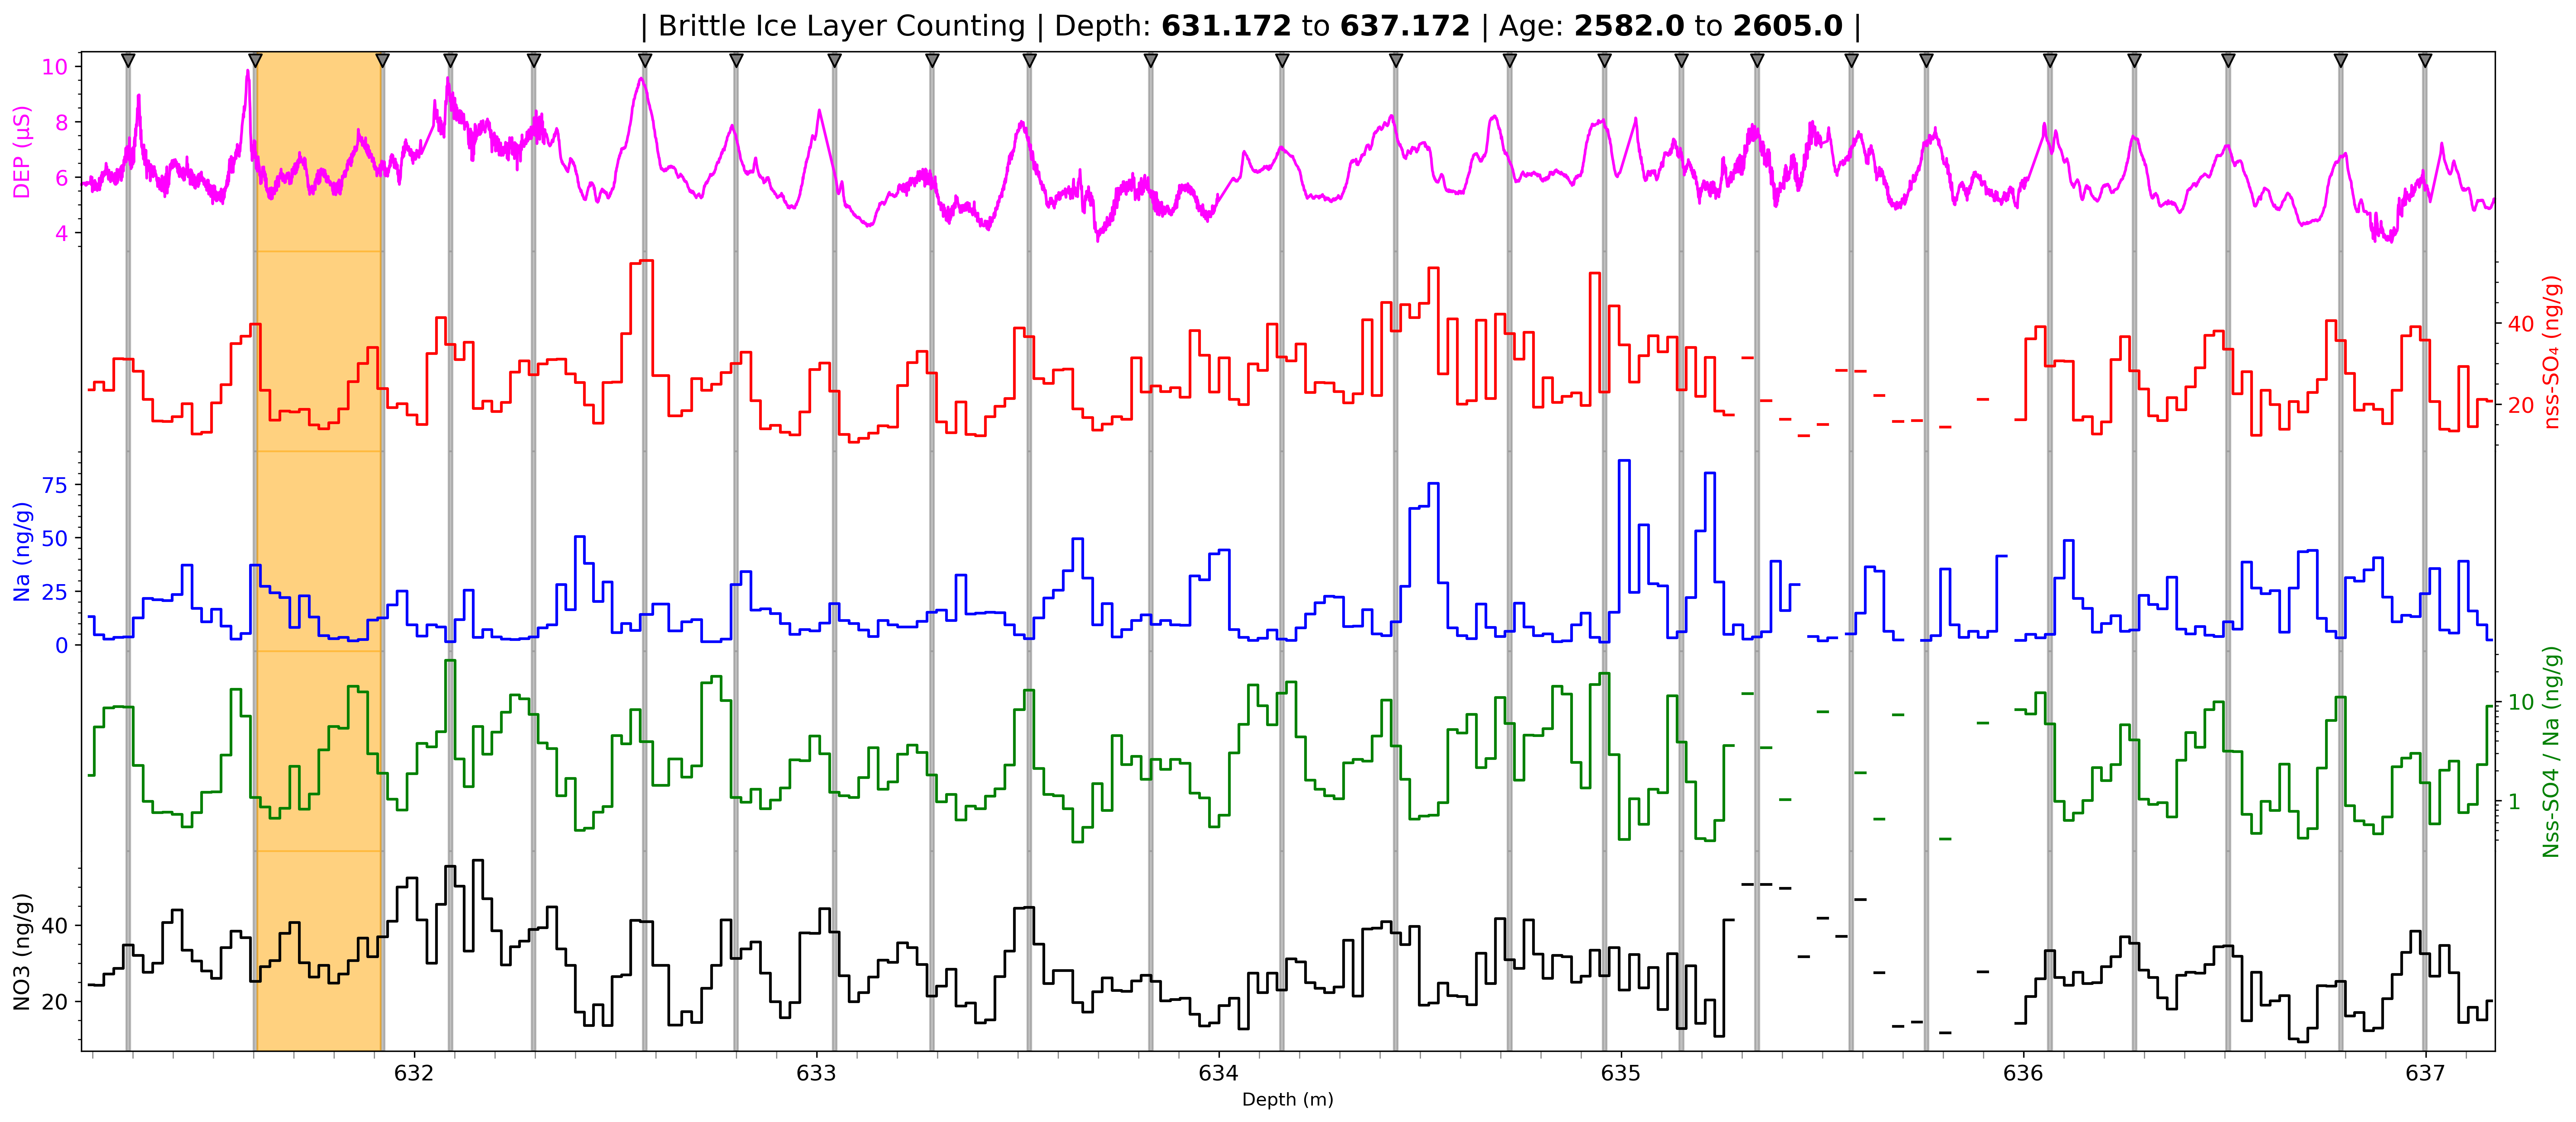 | Brittle Ice Layer Counting | Depth: 631.172 to 637.172 | Age: 2582.0 to 2605.0 |
DEP (μS)
10
8
6
4
nss-SO₄ (ng/g)
40
20
Na (ng/g)
75
50
25
0
Nss-SO4 / Na (ng/g)
10
1
NO3 (ng/g)
40
20
632
633
634
635
636
637
Depth (m)